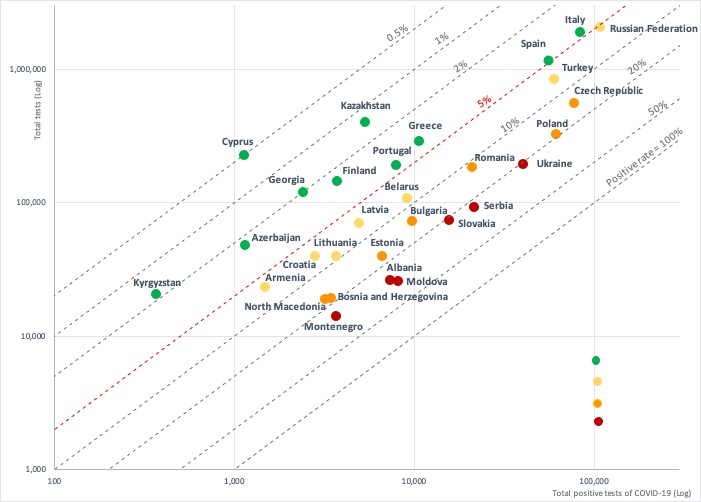 Italy
Russian Federation
0.5%
1%
Spain
2%
Turkey
20%
1,000,000
Total tests (Log)
Czech Republic
5%
Kazakhstan
50%
10%
Greece
Poland
Positive rate = 100%
Cyprus
Portugal
Romania
Ukraine
Finland
Georgia
Belarus
100,000
Latvia
Bulgaria
Serbia
Slovakia
Azerbaijan
Lithuania
Estonia
Croatia
Albania
Armenia
Moldova
Kyrgyzstan
Bosnia and Herzegovina
North Macedonia
Montenegro
10,000
1,000
100
1,000
10,000
100,000
Total positive tests of COVID-19 (Log)